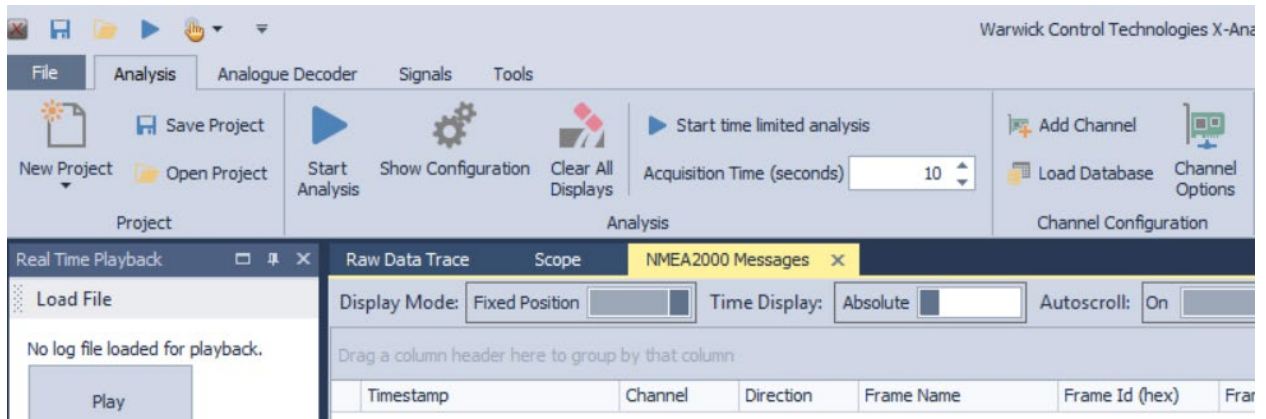 Warwick Control Technologies X-Ana
File Analysis Analogue Decoder Signals Tools
New Project
Save Project
Open Project
Project
Start Analysis
Show Configuration
Clear All Displays
Start time limited analysis
Acquisition Time (seconds) 10
Analysis
Add Channel
Load Database
Channel Options
Channel Configuration
Real Time Playback
Load File
No log file loaded for playback.
Play
Raw Data Trace Scope NMEA2000 Messages
Display Mode: Fixed Position Time Display: Absolute Autoscroll: On
Drag a column header here to group by that column
Timestamp Channel Direction Frame Name Frame Id (hex) Frar